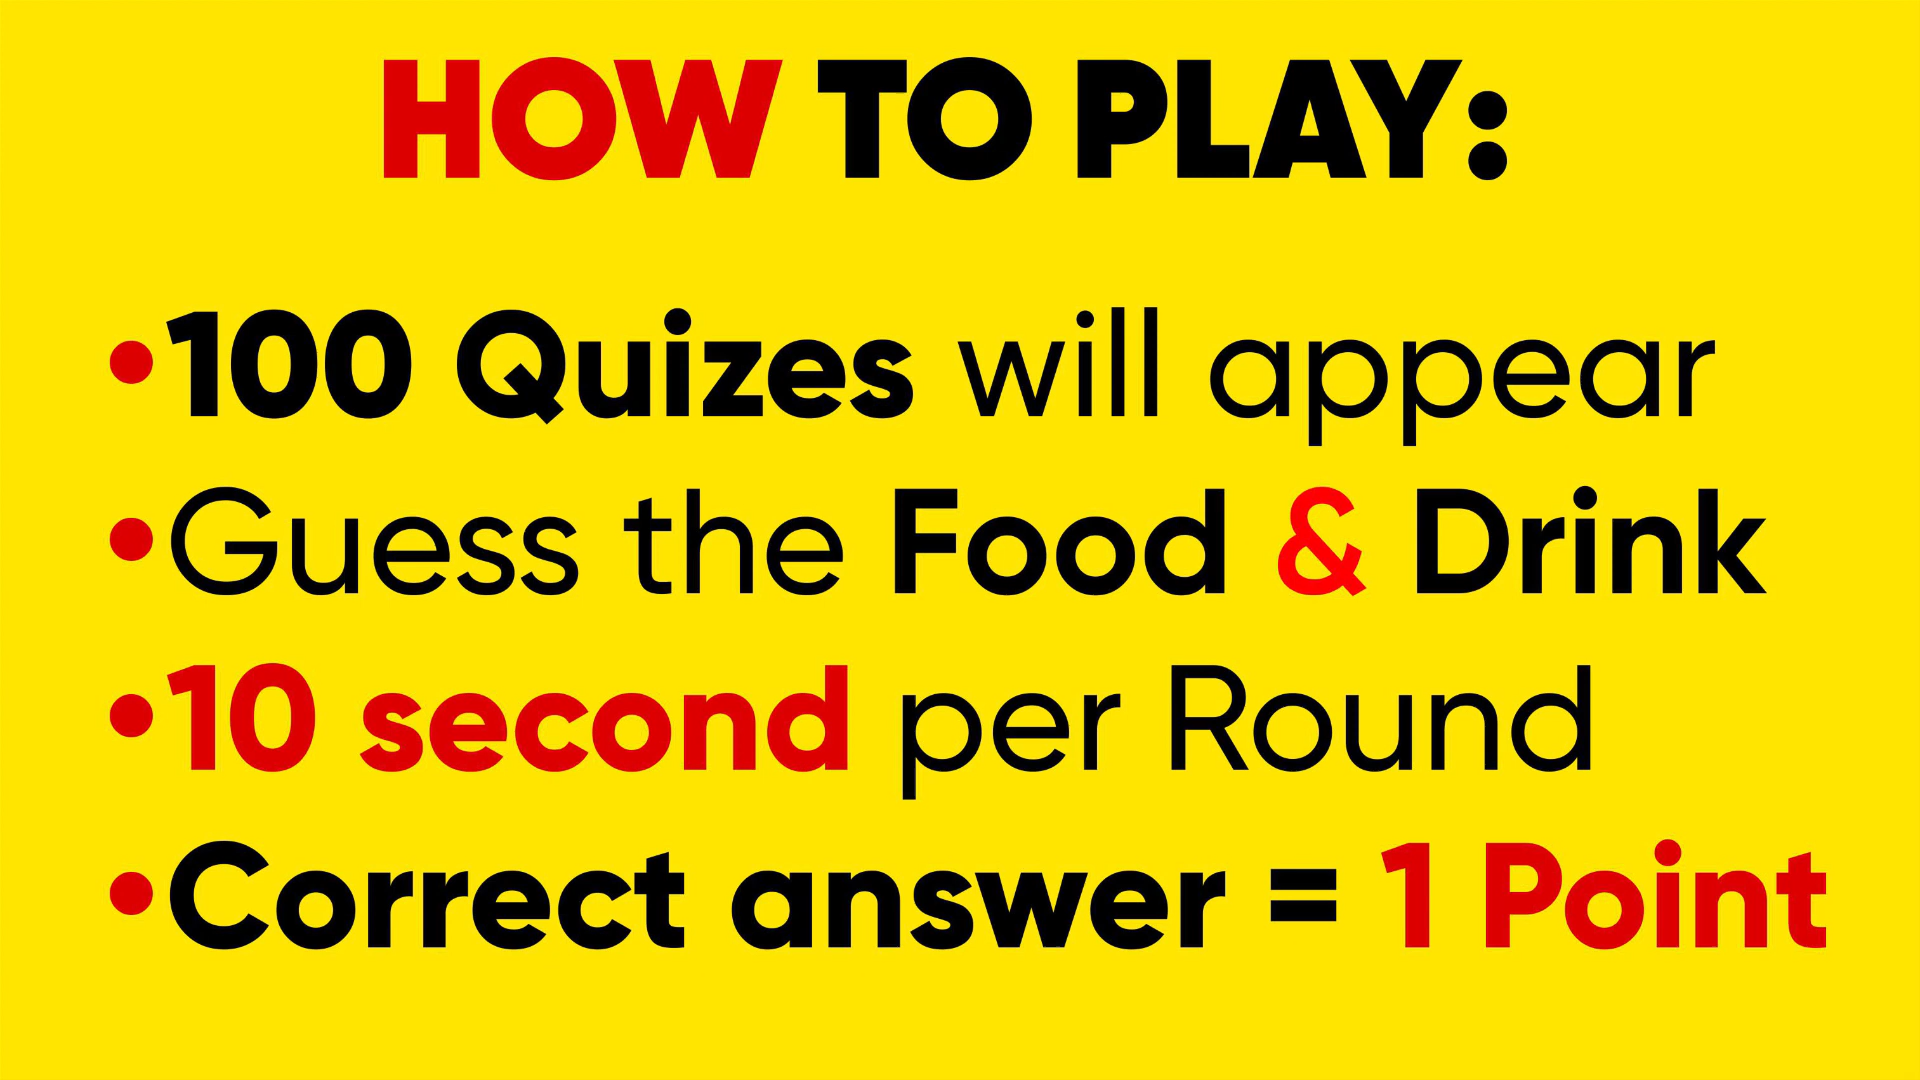 HOW TO PLAY:
•100 Quizes will appear
•Guess the Food & Drink
•10 second per Round
•Correct answer = 1 Point